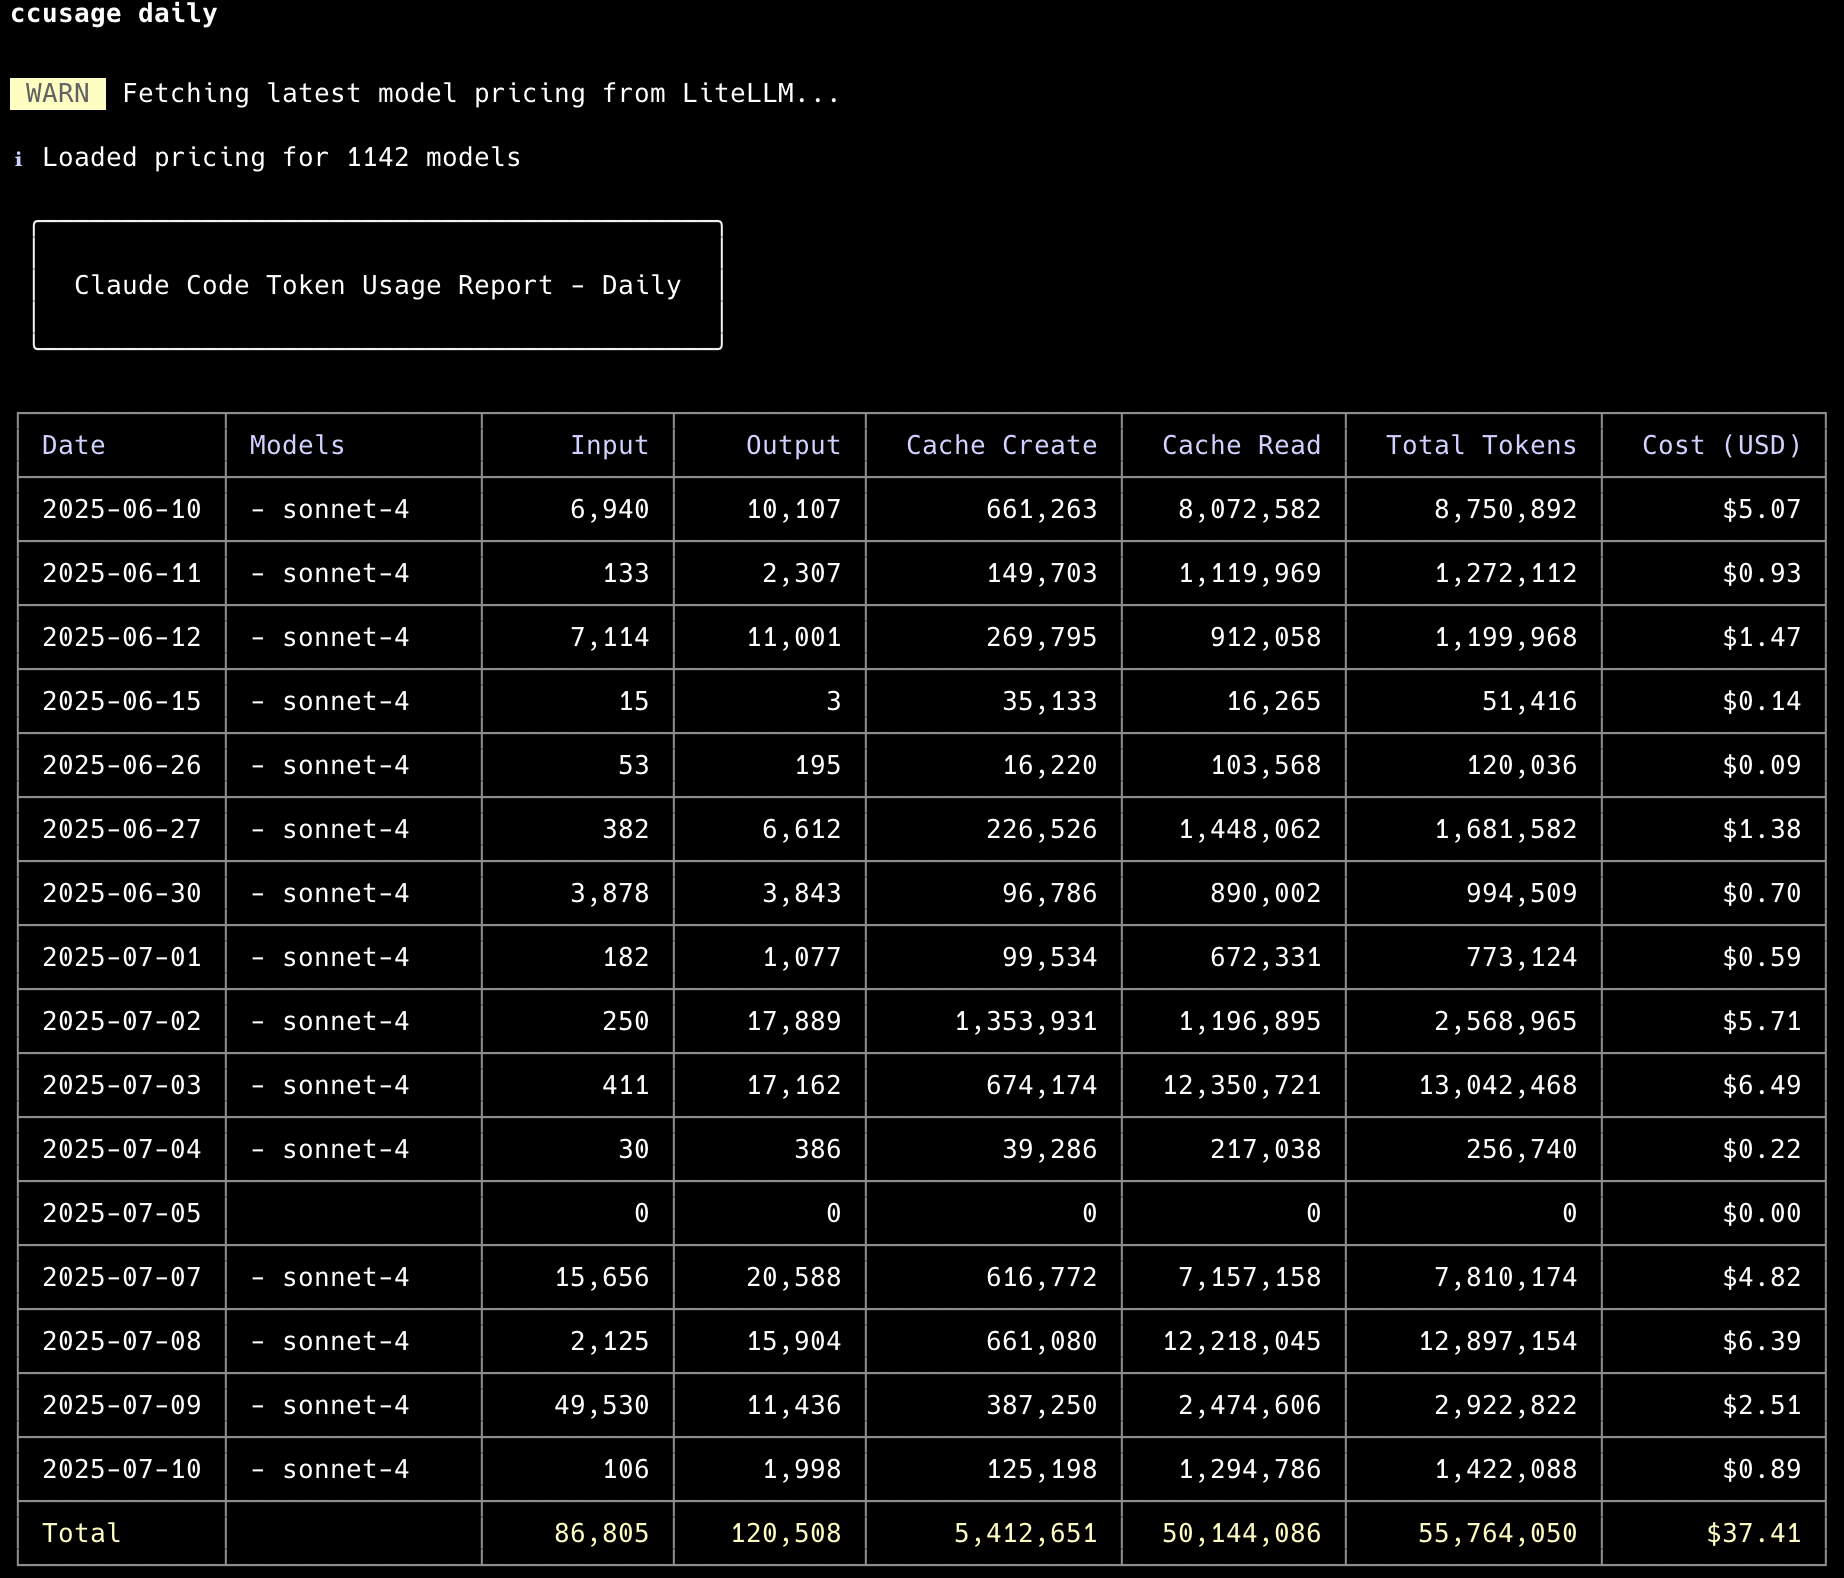 ccusage daily
WARN Fetching latest model pricing from LiteLLM...
ℹ Loaded pricing for 1142 models
Claude Code Token Usage Report - Daily
Date Models Input Output Cache Create Cache Read Total Tokens Cost (USD)
2025-06-10 - sonnet-4 6,940 10,107 661,263 8,072,582 8,750,892 $5.07
2025-06-11 - sonnet-4 133 2,307 149,703 1,119,969 1,272,112 $0.93
2025-06-12 - sonnet-4 7,114 11,001 269,795 912,058 1,199,968 $1.47
2025-06-15 - sonnet-4 15 3 35,133 16,265 51,416 $0.14
2025-06-26 - sonnet-4 53 195 16,220 103,568 120,036 $0.09
2025-06-27 - sonnet-4 382 6,612 226,526 1,448,062 1,681,582 $1.38
2025-06-30 - sonnet-4 3,878 3,843 96,786 890,002 994,509 $0.70
2025-07-01 - sonnet-4 182 1,077 99,534 672,331 773,124 $0.59
2025-07-02 - sonnet-4 250 17,889 1,353,931 1,196,895 2,568,965 $5.71
2025-07-03 - sonnet-4 411 17,162 674,174 12,350,721 13,042,468 $6.49
2025-07-04 - sonnet-4 30 386 39,286 217,038 256,740 $0.22
2025-07-05 0 0 0 0 0 $0.00
2025-07-07 - sonnet-4 15,656 20,588 616,772 7,157,158 7,810,174 $4.82
2025-07-08 - sonnet-4 2,125 15,904 661,080 12,218,045 12,897,154 $6.39
2025-07-09 - sonnet-4 49,530 11,436 387,250 2,474,606 2,922,822 $2.51
2025-07-10 - sonnet-4 106 1,998 125,198 1,294,786 1,422,088 $0.89
Total 86,805 120,508 5,412,651 50,144,086 55,764,050 $37.41